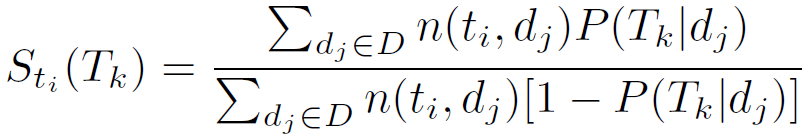 S_{t_i}(T_k) = \frac{\sum_{d_j \in D} n(t_i, d_j)P(T_k|d_j)}{\sum_{d_j \in D} n(t_i, d_j)[1 - P(T_k|d_j)]}